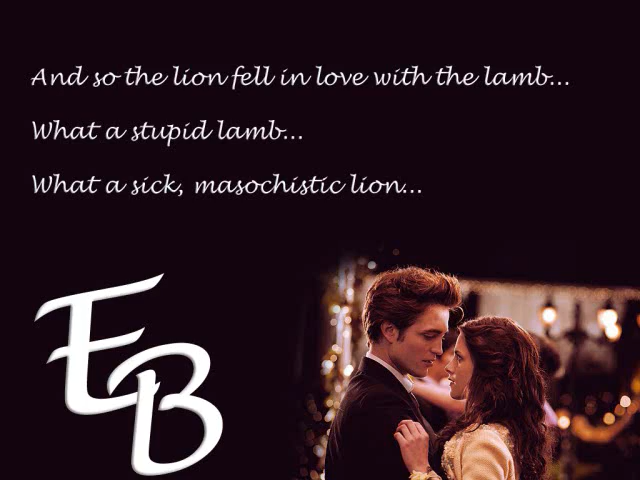 And so the lion fell in love with the lamb...
What a stupid lamb...
What a sick, masochistic lion...
EB